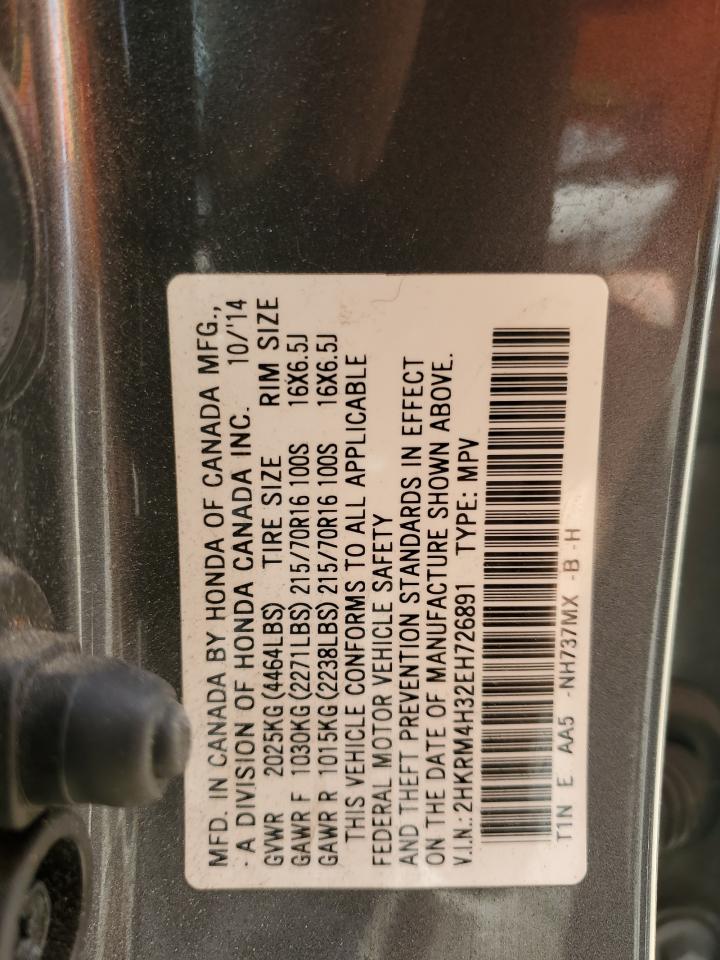 MFD. IN CANADA BY HONDA OF CANADA MFG.,
A DIVISION OF HONDA CANADA INC. 10/'14
GVWR 2025KG(4464LBS) TIRE SIZE RIM SIZE
GAWR F 1030KG(2271LBS) 215/70R16 100S 16X6.5J
GAWR R 1015KG(2238LBS) 215/70R16 100S 16X6.5J
THIS VEHICLE CONFORMS TO ALL APPLICABLE
FEDERAL MOTOR VEHICLE SAFETY
AND THEFT PREVENTION STANDARDS IN EFFECT
ON THE DATE OF MANUFACTURE SHOWN ABOVE.
V.I.N.: 2HKRM4H32EH726891 TYPE: MPV
T1N E AA5 -NH737MX -B -H